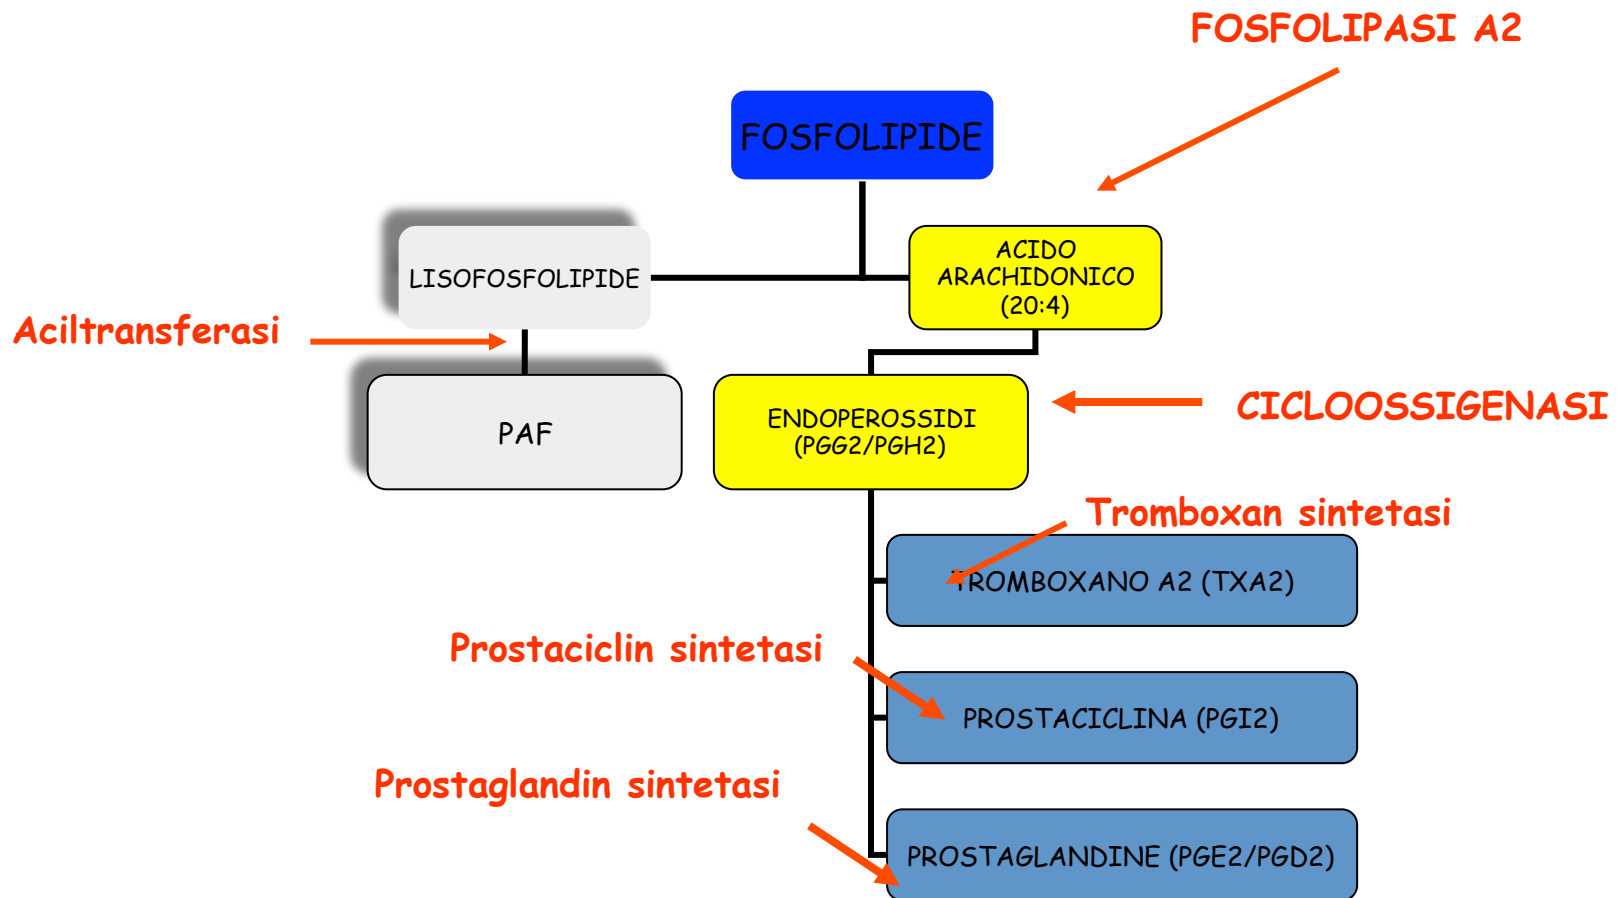 FOSFOLIPASI A2
FOSFOLIPIDE
LISOFOSFOLIPIDE
ACIDO
ARACHIDONICO
(20:4)
Aciltransferasi
PAF
ENDOPEROSSIDI
(PGG2/PGH2)
CICLOOSSIGENASI
Tromboxan sintetasi
TROMBOXANO A2 (TXA2)
Prostaciclin sintetasi
PROSTACICLINA (PGI2)
Prostaglandin sintetasi
PROSTAGLANDINE (PGE2/PGD2)